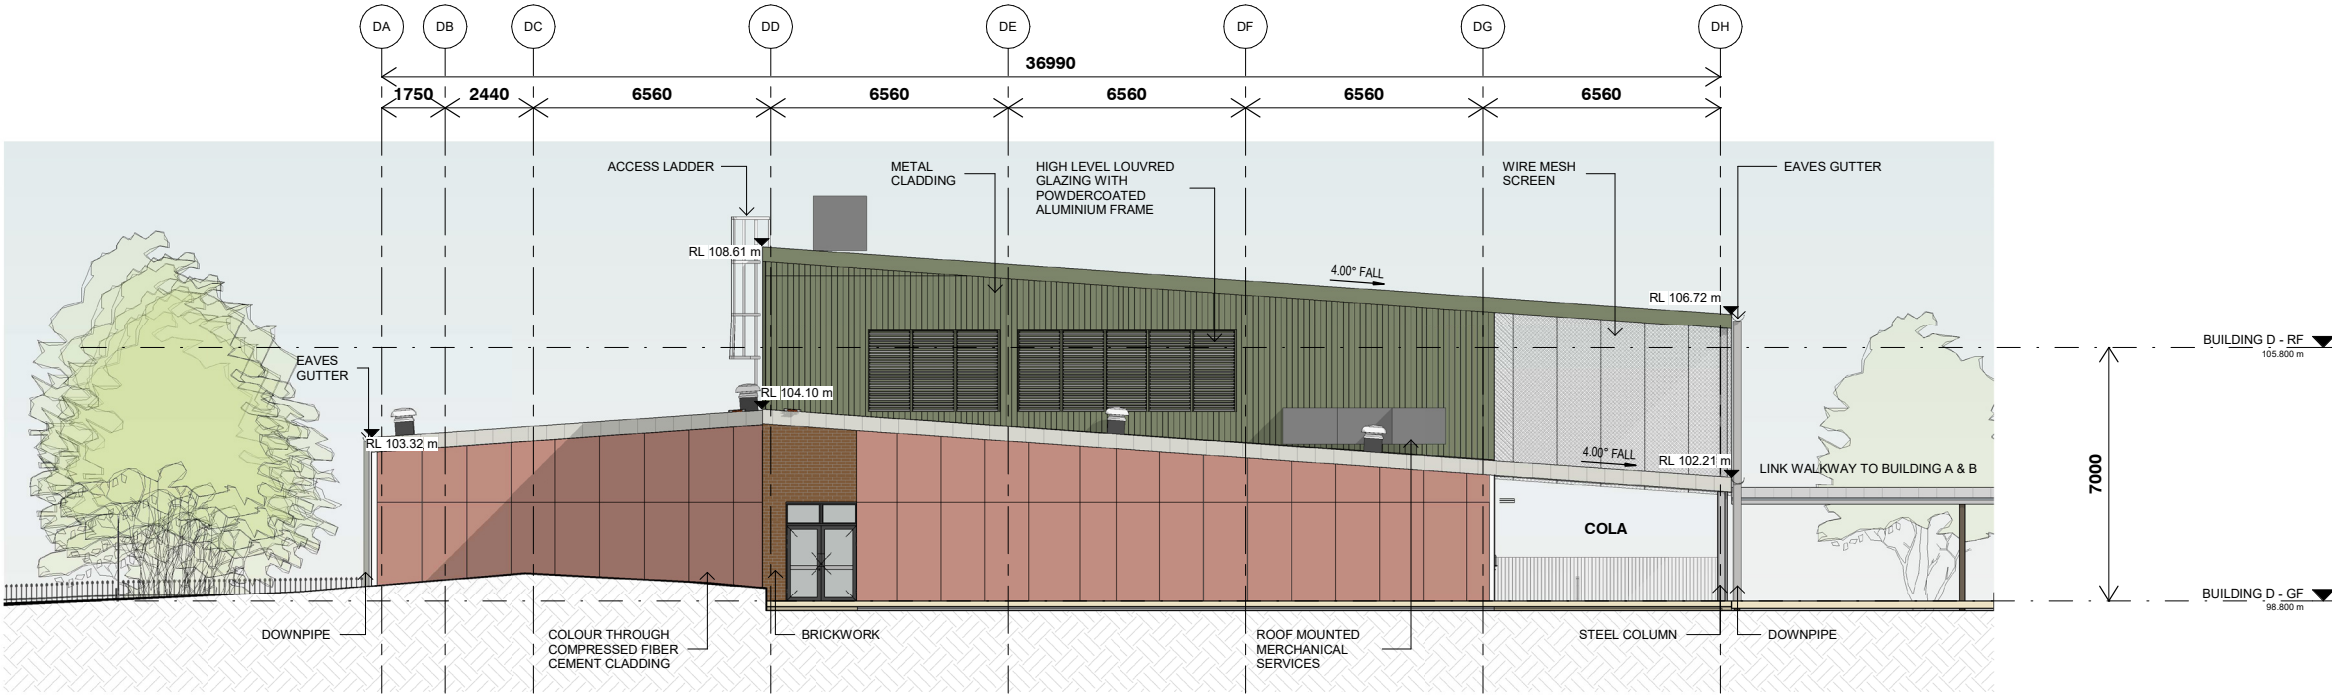 DA DB DC DD DE DF DG DH
36990
1750 2440 6560 6560 6560 6560 6560
ACCESS LADDER
METAL
CLADDING
HIGH LEVEL LOUVRED
GLAZING WITH
POWDERCOATED
ALUMINIUM FRAME
WIRE MESH
SCREEN
EAVES GUTTER
RL 108.61 m
4.00° FALL
RL 106.72 m
BUILDING D - RF
105.800 m
EAVES
GUTTER
RL 104.10 m
RL 103.32 m
4.00° FALL
RL 102.21 m
LINK WALKWAY TO BUILDING A & B
7000
COLA
BUILDING D - GF
98.800 m
DOWNPIPE
COLOUR THROUGH
COMPRESSED FIBER
CEMENT CLADDING
BRICKWORK
ROOF MOUNTED
MERCHANICAL
SERVICES
STEEL COLUMN
DOWNPIPE